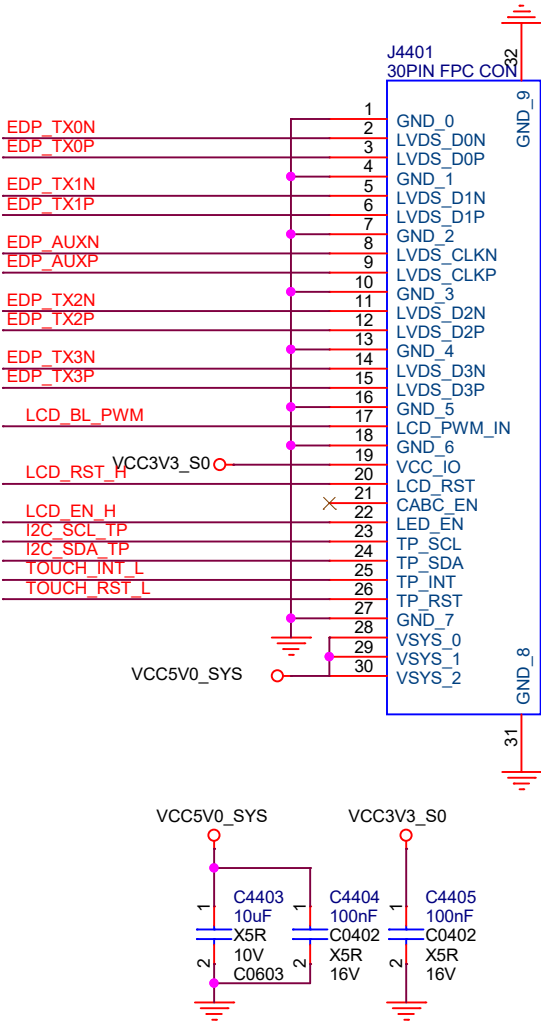 32
J4401
30PIN FPC CON
GND_9
1 GND_0
EDP_TX0N 2 LVDS_D0N
EDP_TX0P 3 LVDS_D0P
4 GND_1
EDP_TX1N 5 LVDS_D1N
EDP_TX1P 6 LVDS_D1P
7 GND_2
EDP_AUXN 8 LVDS_CLKN
EDP_AUXP 9 LVDS_CLKP
10 GND_3
EDP_TX2N 11 LVDS_D2N
EDP_TX2P 12 LVDS_D2P
13 GND_4
EDP_TX3N 14 LVDS_D3N
EDP_TX3P 15 LVDS_D3P
16 GND_5
LCD_BL_PWM 17 LCD_PWM_IN
18 GND_6
VCC3V3_S0 19 VCC_IO
LCD_RST_H 20 LCD_RST
21 CABC_EN
LCD_EN_H 22 LED_EN
I2C_SCL_TP 23 TP_SCL
I2C_SDA_TP 24 TP_SDA
TOUCH_INT_L 25 TP_INT
TOUCH_RST_L 26 TP_RST
27 GND_7
28 VSYS_0
29 VSYS_1
VCC5V0_SYS 30 VSYS_2
GND_8
31
VCC5V0_SYS VCC3V3_S0
1 C4403 1 C4404 1 C4405
10uF 100nF 100nF
X5R C0402 C0402
2 10V 2 X5R 2 X5R
C0603 16V 16V